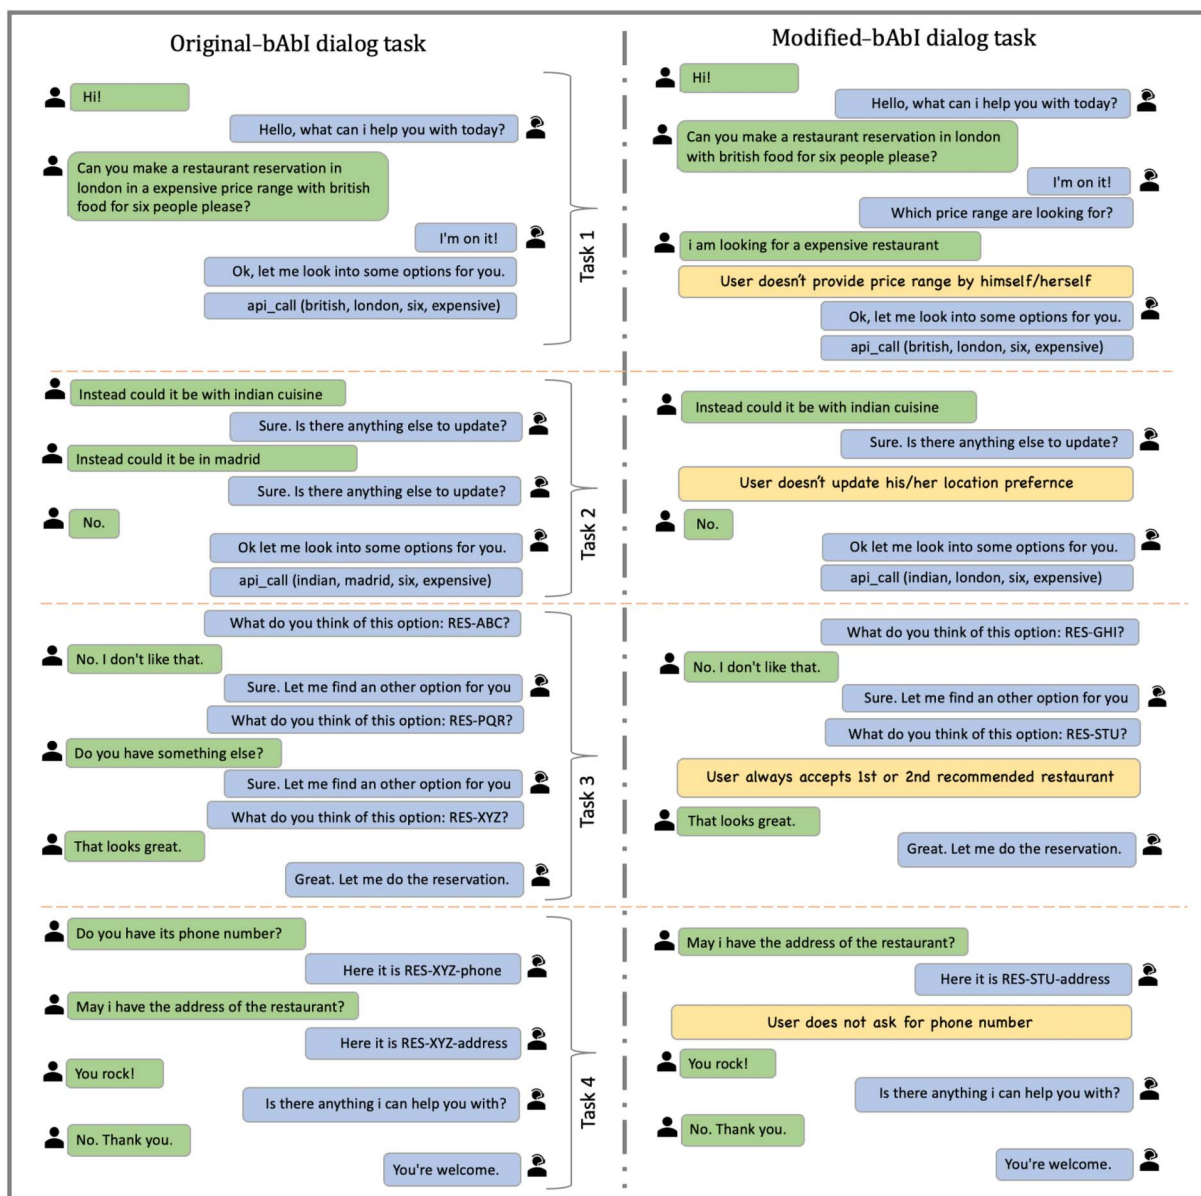 Original–bAbI dialog task
Hi!
Hello, what can i help you with today?
Can you make a restaurant reservation in
london in a expensive price range with british
food for six people please?
I'm on it!
Ok, let me look into some options for you.
api_call (british, london, six, expensive)
Task 1
Instead could it be with indian cuisine
Sure. Is there anything else to update?
Instead could it be in madrid
Sure. Is there anything else to update?
No.
Ok let me look into some options for you.
api_call (indian, madrid, six, expensive)
Task 2
What do you think of this option: RES-ABC?
No. I don't like that.
Sure. Let me find an other option for you
What do you think of this option: RES-PQR?
Do you have something else?
Sure. Let me find an other option for you
What do you think of this option: RES-XYZ?
That looks great.
Great. Let me do the reservation.
Task 3
Do you have its phone number?
Here it is RES-XYZ-phone
May i have the address of the restaurant?
Here it is RES-XYZ-address
You rock!
Is there anything i can help you with?
No. Thank you.
You're welcome.
Task 4
Modified–bAbI dialog task
Hi!
Hello, what can i help you with today?
Can you make a restaurant reservation in london
with british food for six people please?
I'm on it!
Which price range are looking for?
i am looking for a expensive restaurant
User doesn't provide price range by himself/herself
Ok, let me look into some options for you.
api_call (british, london, six, expensive)
Instead could it be with indian cuisine
Sure. Is there anything else to update?
User doesn't update his/her location prefernce
No.
Ok let me look into some options for you.
api_call (indian, london, six, expensive)
What do you think of this option: RES-GHI?
No. I don't like that.
Sure. Let me find an other option for you
What do you think of this option: RES-STU?
User always accepts 1st or 2nd recommended restaurant
That looks great.
Great. Let me do the reservation.
May i have the address of the restaurant?
Here it is RES-STU-address
User does not ask for phone number
You rock!
Is there anything i can help you with?
No. Thank you.
You're welcome.